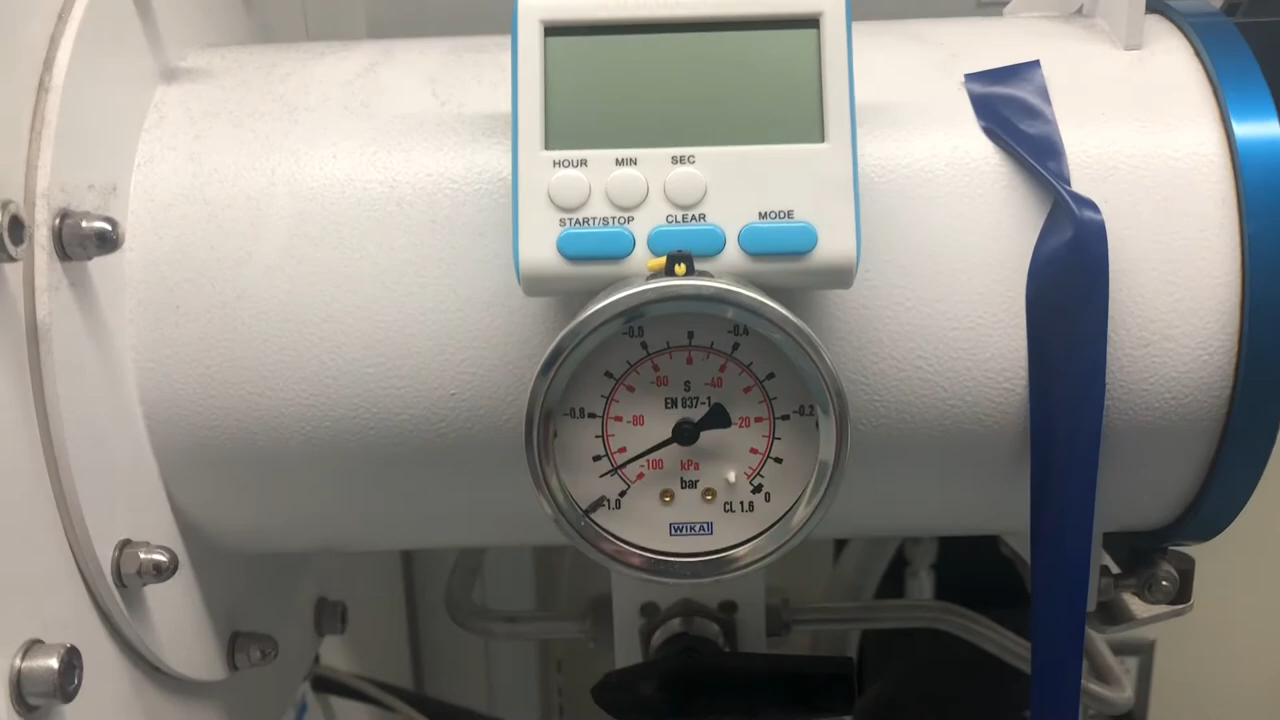 HOUR MIN SEC
START/STOP CLEAR MODE
-0.6 -0.4
-60 S -40
EN 837-1
-0.8 -80 -20 -0.2
-100 kPa
bar
-1.0 CL 1.6 0
WIKA